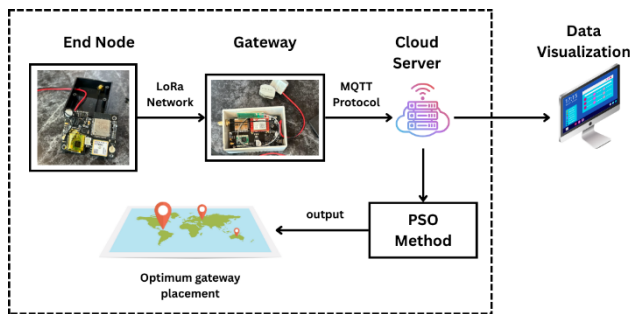 End Node
Gateway
Cloud
Server
Data
Visualization
LoRa
Network
MQTT
Protocol
PSO
Method
output
Optimum gateway
placement